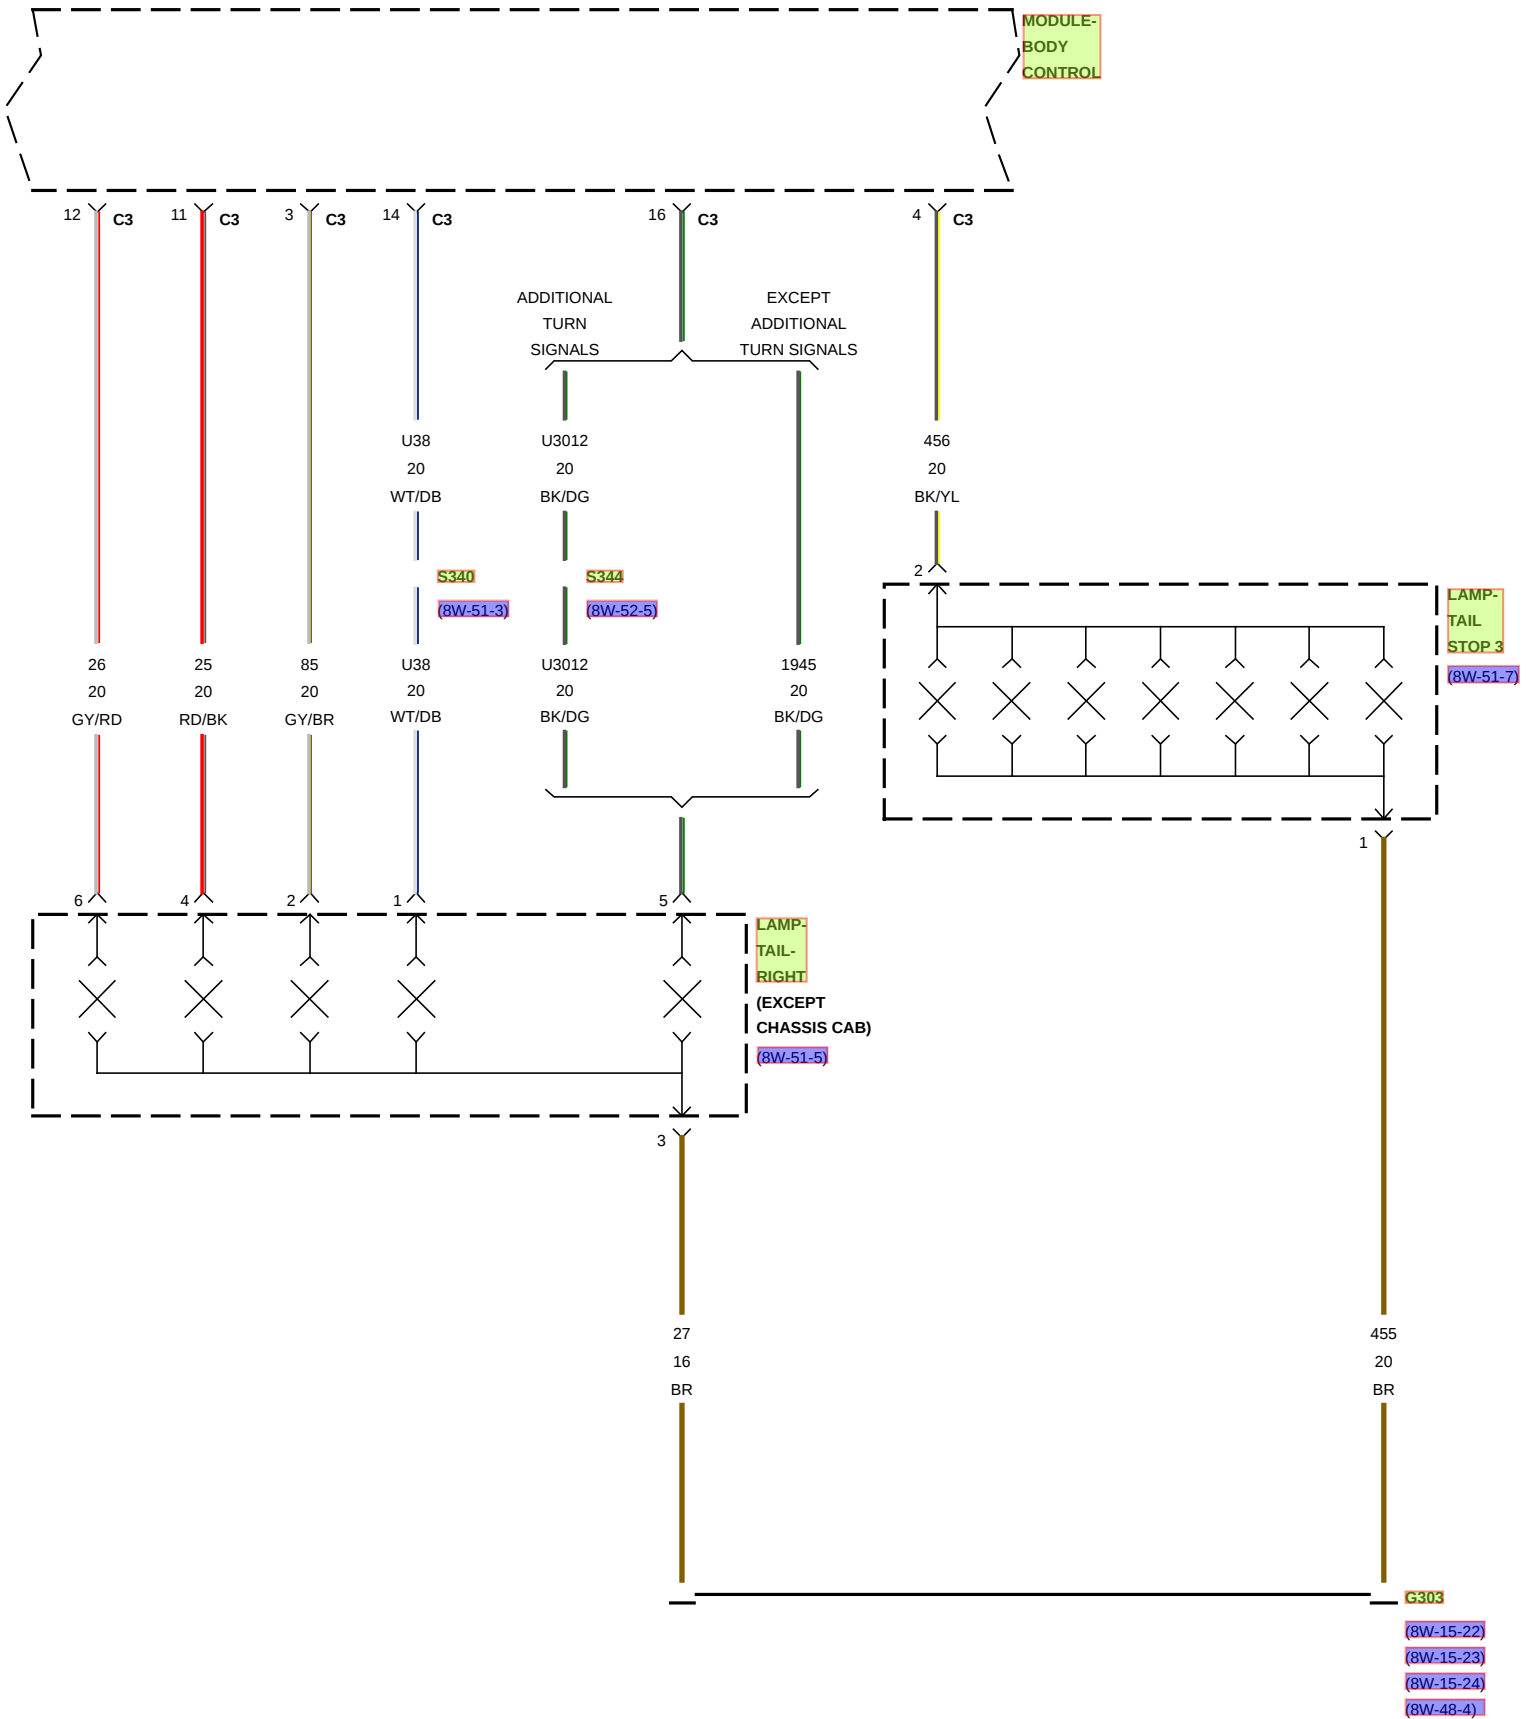 MODULE-
BODY
CONTROL
12 C3 11 C3 3 C3 14 C3 16 C3 4 C3
ADDITIONAL
TURN
SIGNALS
EXCEPT
ADDITIONAL
TURN SIGNALS
U38
20
WT/DB
U3012
20
BK/DG
456
20
BK/YL
S340
(8W-51-3)
S344
(8W-52-5)
2
LAMP-
TAIL
STOP 3
(8W-51-7)
26
20
GY/RD
25
20
RD/BK
85
20
GY/BR
U38
20
WT/DB
U3012
20
BK/DG
1945
20
BK/DG
1
6 4 2 1 5
LAMP-
TAIL-
RIGHT
(EXCEPT
CHASSIS CAB)
(8W-51-5)
3
27
16
BR
455
20
BR
G303
(8W-15-22)
(8W-15-23)
(8W-15-24)
(8W-48-4)